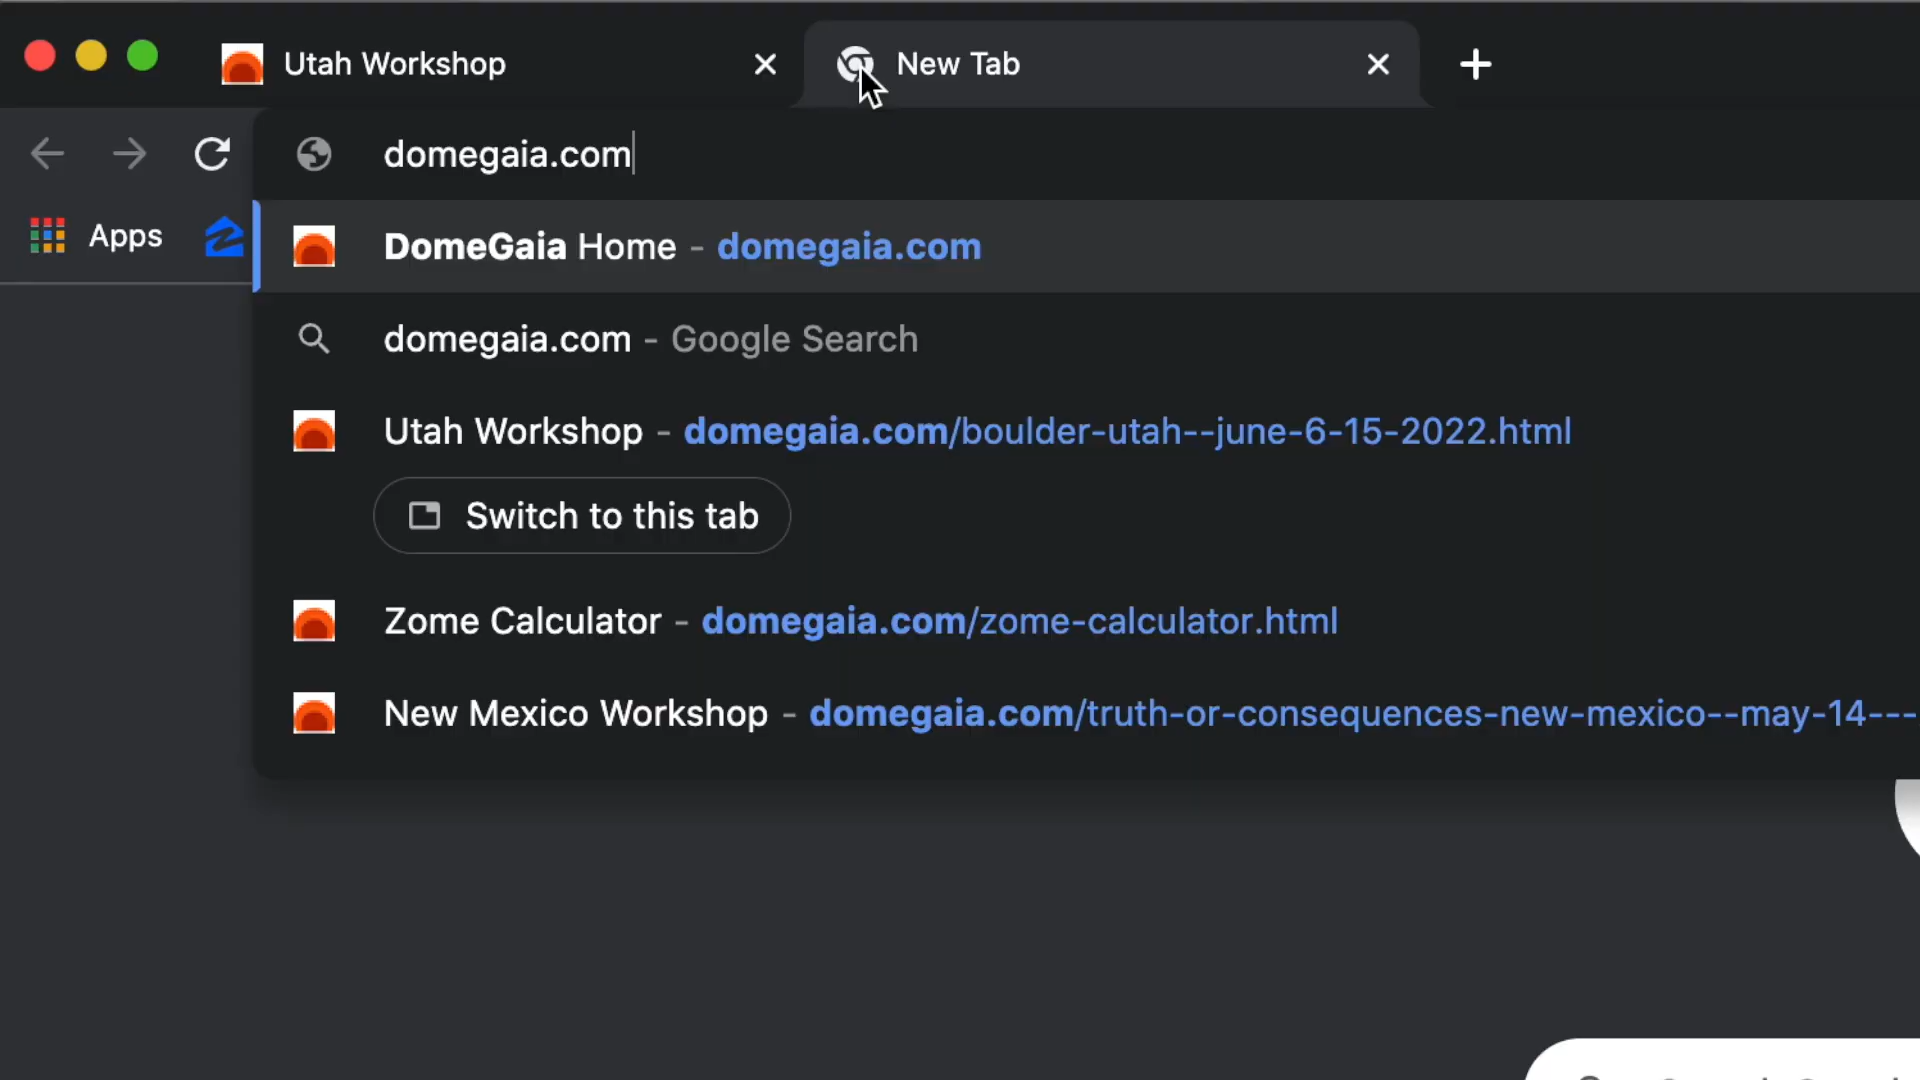 Utah Workshop
New Tab
domegaia.com
Apps
DomeGaia Home - domegaia.com
domegaia.com - Google Search
Utah Workshop - domegaia.com/boulder-utah--june-6-15-2022.html
Switch to this tab
Zome Calculator - domegaia.com/zome-calculator.html
New Mexico Workshop - domegaia.com/truth-or-consequences-new-mexico--may-14---